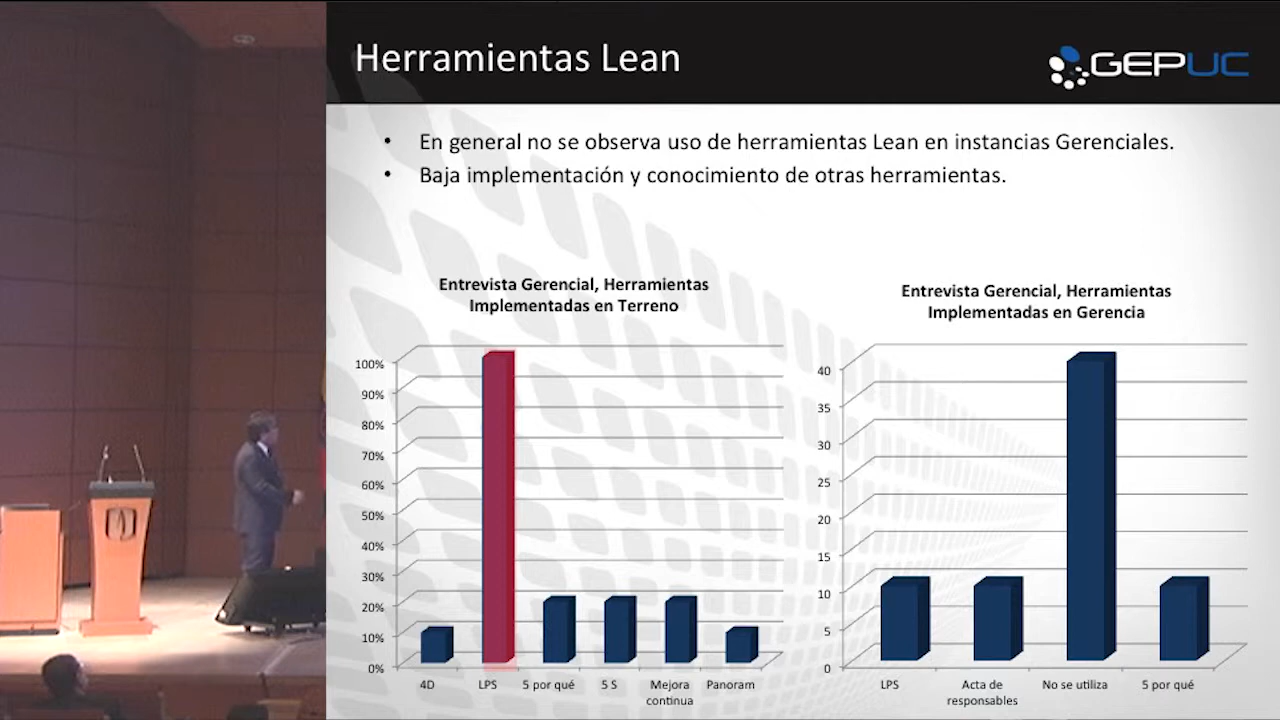 Herramientas Lean
GEPUC
• En general no se observa uso de herramientas Lean en instancias Gerenciales.
• Baja implementación y conocimiento de otras herramientas.
Entrevista Gerencial, Herramientas
Implementadas en Terreno
100%
90%
80%
70%
60%
50%
40%
30%
20%
10%
0%
4D
LPS
5 por qué
5 S
Mejora
continua
Panoram
Entrevista Gerencial, Herramientas
Implementadas en Gerencia
40
35
30
25
20
15
10
5
0
LPS
Acta de
responsables
No se utiliza
5 por qué